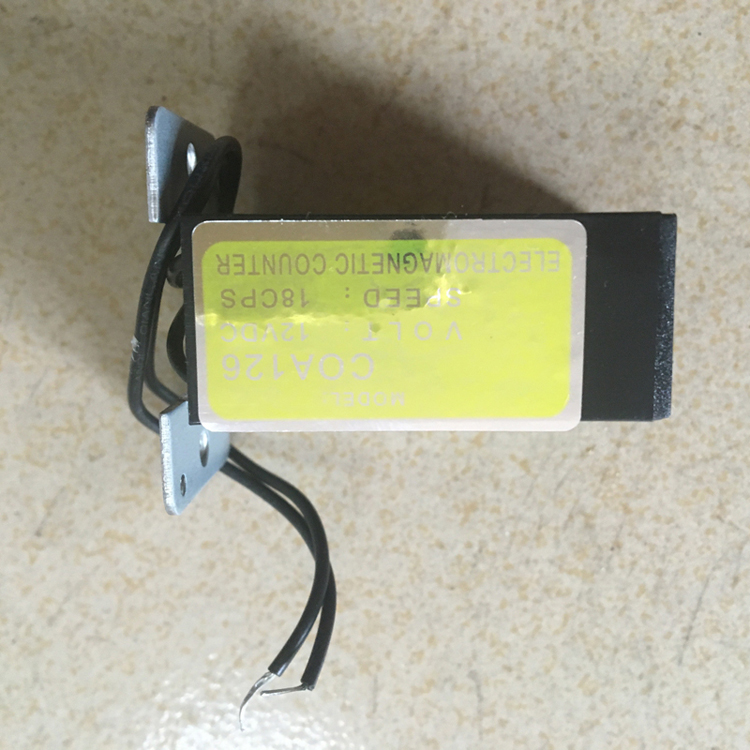 MODEL:
COA126
VOLT: 12VDC
SPEED: 18CPS
ELECTROMAGNETIC COUNTER